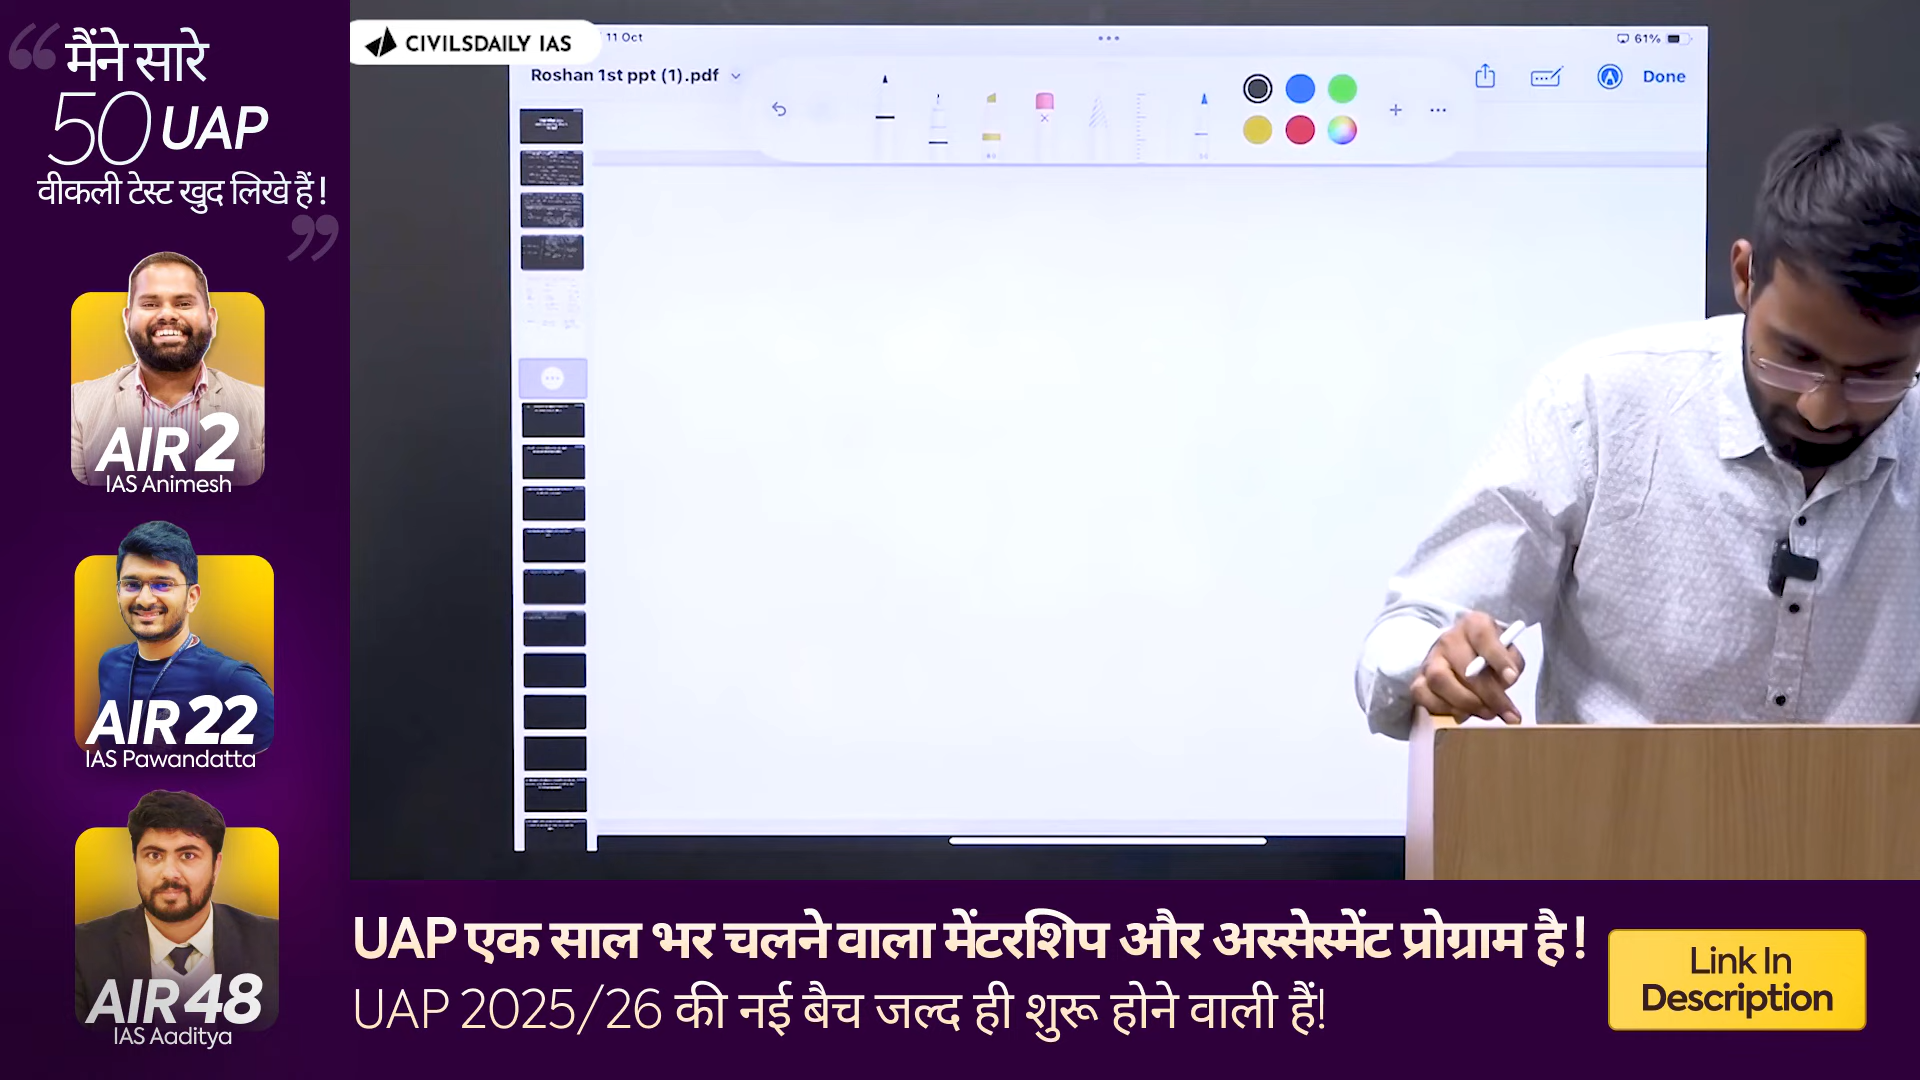 “ मैंने सारे
50 UAP
वीकली टेस्ट खुद लिखे हैं ! ”
AIR 2
IAS Animesh
AIR 22
IAS Pawandatta
AIR 48
IAS Aaditya
CIVILSDAILY IAS
11 Oct
61%
Roshan 1st ppt (1).pdf
Done
UAP एक साल भर चलने वाला मेंटरशिप और अस्सेस्मेंट प्रोग्राम है !
UAP 2025/26 की नई बैच जल्द ही शुरू होने वाली हैं!
Link In
Description